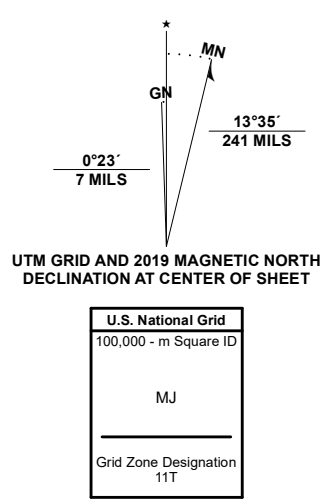 ★
MN
GN
13°35´
241 MILS
0°23´
7 MILS
UTM GRID AND 2019 MAGNETIC NORTH
DECLINATION AT CENTER OF SHEET
U.S. National Grid
100,000 - m Square ID
MJ
Grid Zone Designation
11T